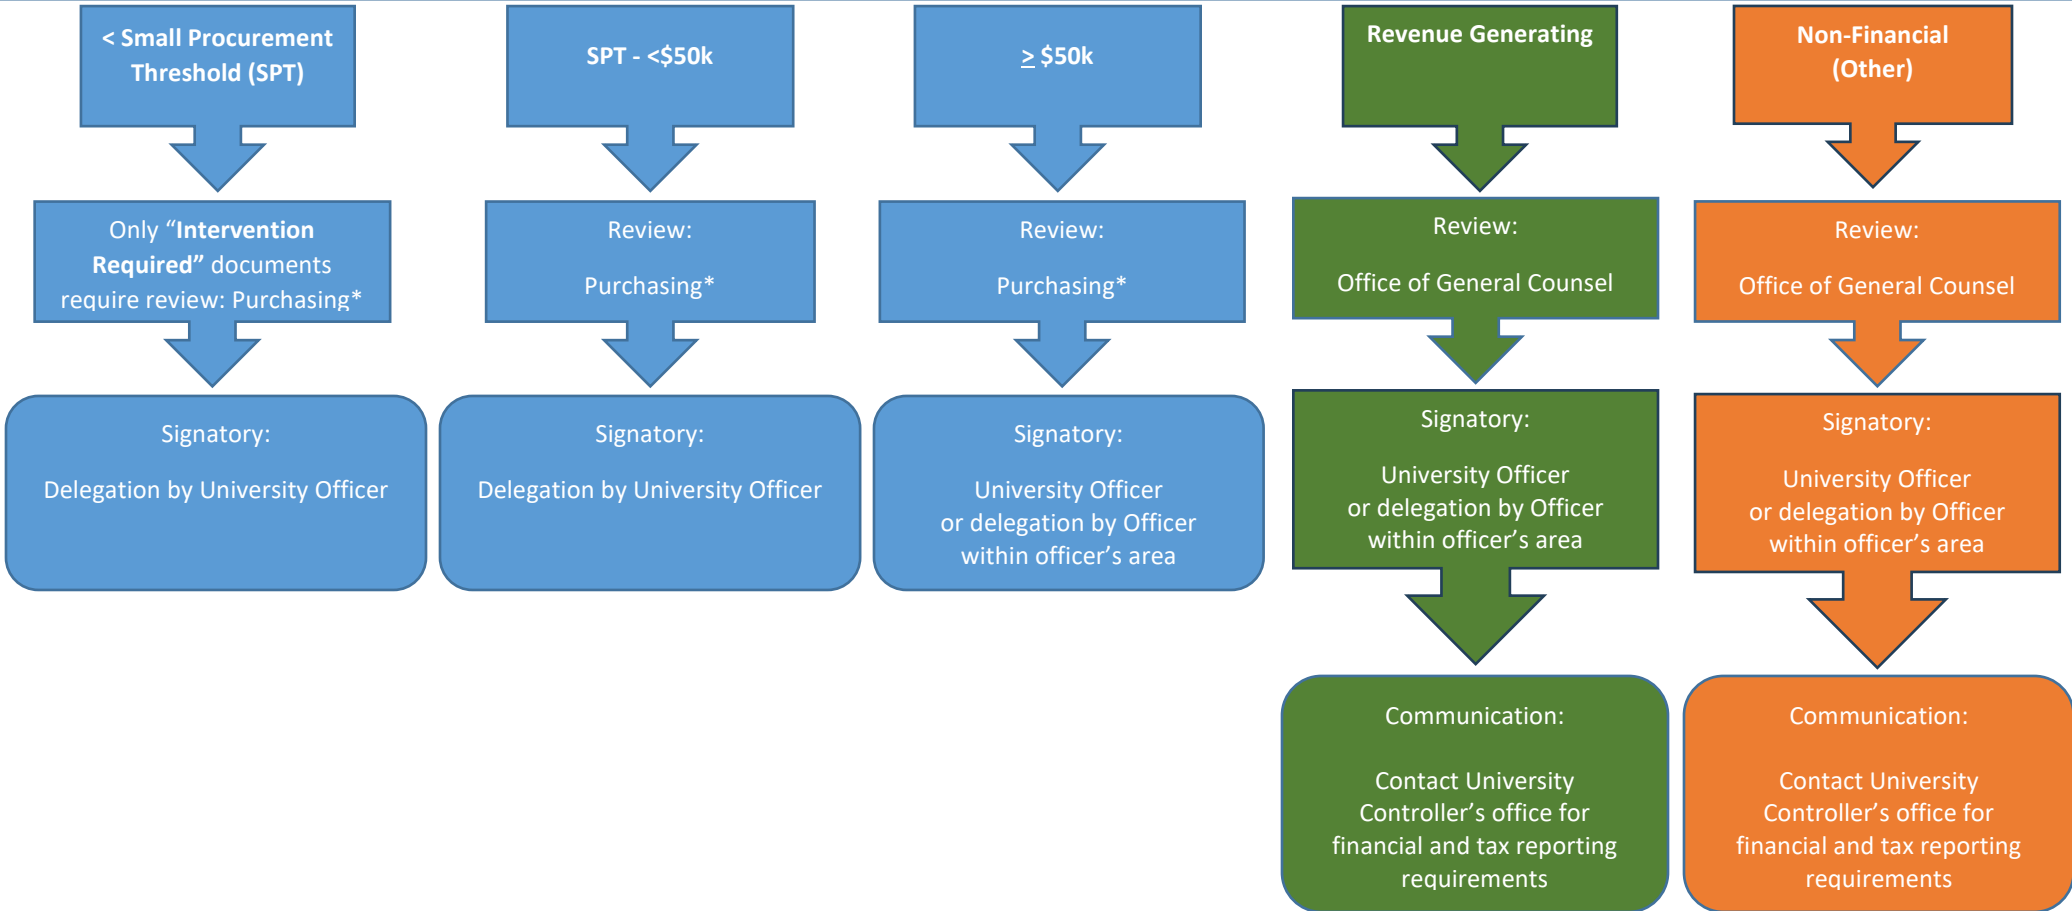 < Small Procurement
Threshold (SPT)
SPT - <$50k
> $50k
Revenue Generating
Non-Financial
(Other)
Only “Intervention
Required” documents
require review: Purchasing*
Review:
Purchasing*
Review:
Purchasing*
Review:
Office of General Counsel
Review:
Office of General Counsel
Signatory:
Delegation by University Officer
Signatory:
Delegation by University Officer
Signatory:
University Officer
or delegation by Officer
within officer’s area
Signatory:
University Officer
or delegation by Officer
within officer’s area
Signatory:
University Officer
or delegation by Officer
within officer’s area
Communication:
Contact University
Controller’s office for
financial and tax reporting
requirements
Communication:
Contact University
Controller’s office for
financial and tax reporting
requirements